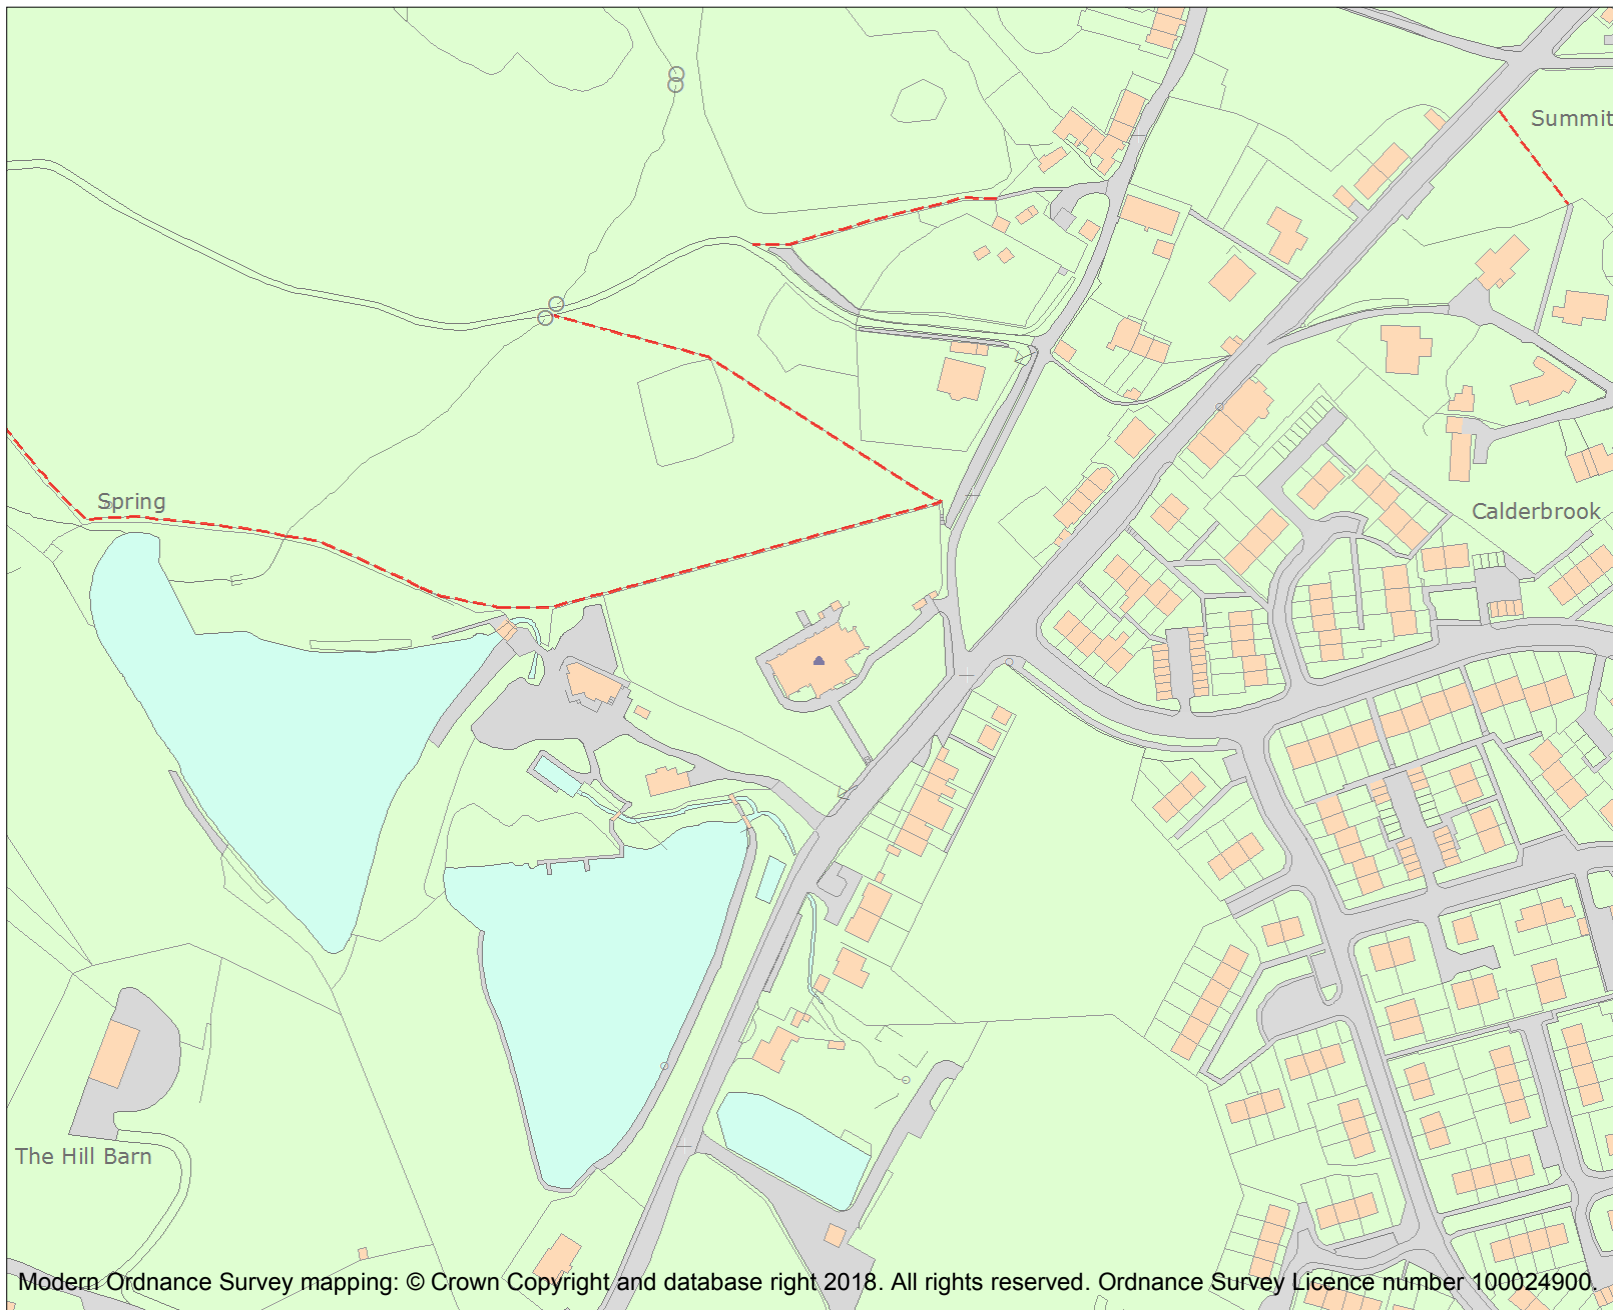 Summit
Spring
Calderbrook
The Hill Barn
Modern Ordnance Survey mapping: © Crown Copyright and database right 2018. All rights reserved. Ordnance Survey Licence number 100024900.